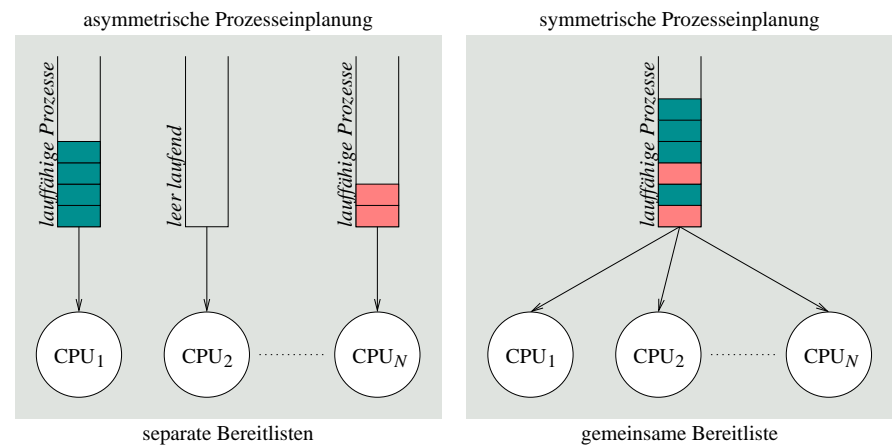 asymmetrische Prozesseinplanung
lauffähige Prozesse
leer laufend
lauffähige Prozesse
CPU1
CPU2
CPUN
separate Bereitlisten
symmetrische Prozesseinplanung
lauffähige Prozesse
CPU1
CPU2
CPUN
gemeinsame Bereitliste